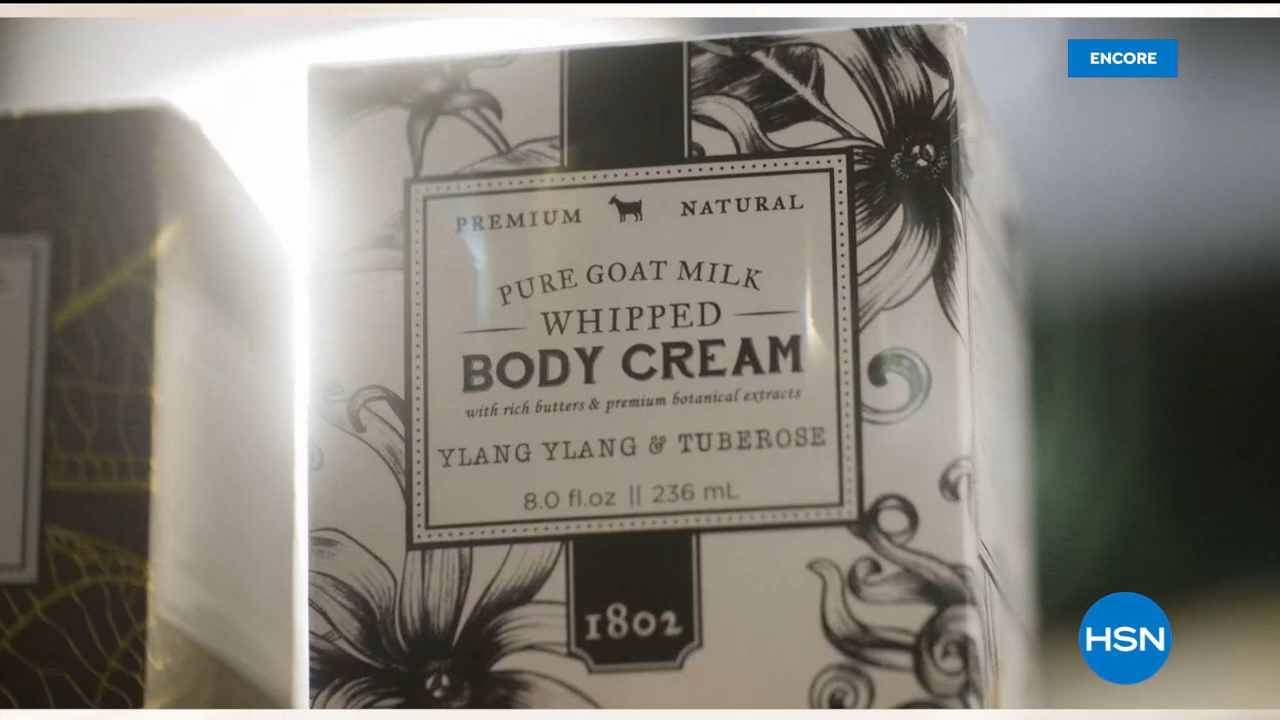 ENCORE
PREMIUM NATURAL
PURE GOAT MILK
WHIPPED
BODY CREAM
with rich butters & premium botanical extracts
YLANG YLANG & TUBEROSE
8.0 fl.oz || 236 mL
1802
HSN